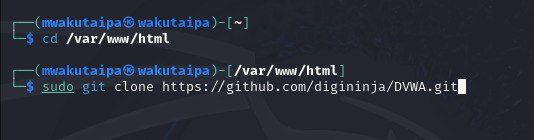 ┌──(mwakutaipa㉿wakutaipa)-[~]
└─$ cd /var/www/html
┌──(mwakutaipa㉿wakutaipa)-[/var/www/html]
└─$ sudo git clone https://github.com/digininja/DVWA.git